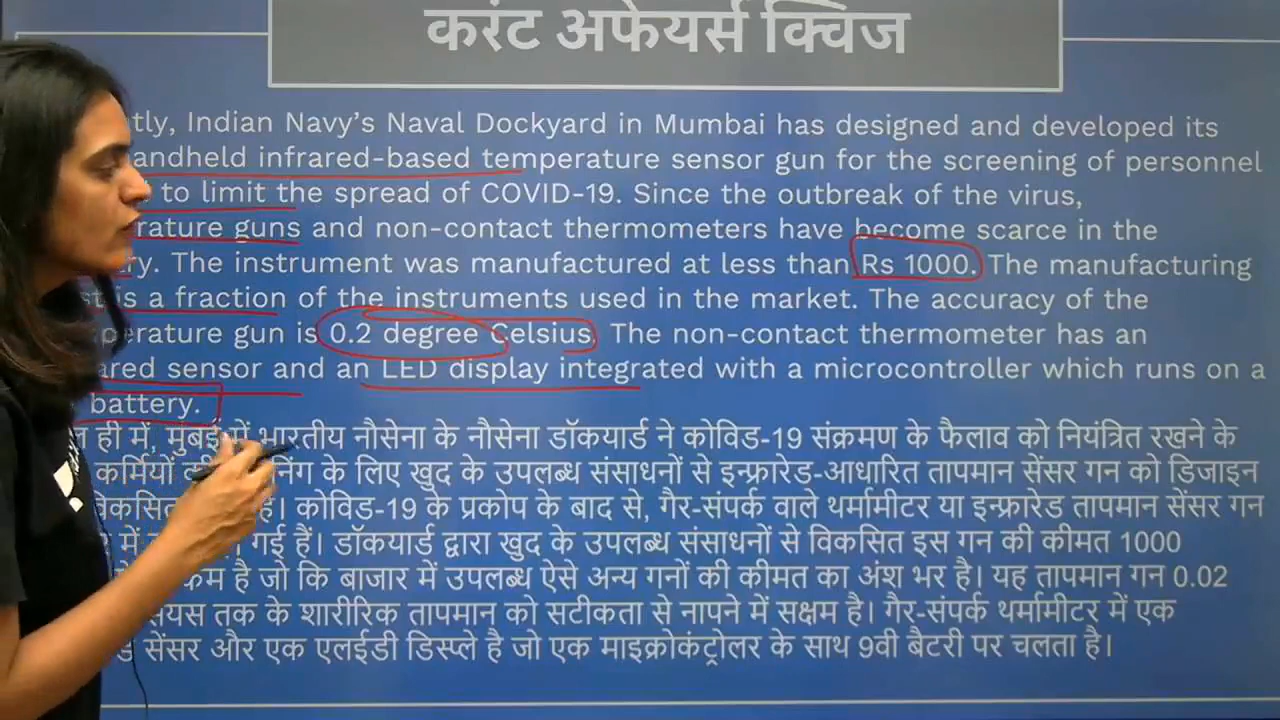 करंट अफेयर्स क्विज
Indian Navy's Naval Dockyard in Mumbai has designed and developed its
infrared-based temperature sensor gun for the screening of personnel
to limit the spread of COVID-19. Since the outbreak of the virus,
guns and non-contact thermometers have become scarce in the
The instrument was manufactured at less than Rs 1000. The manufacturing
is a fraction of the instruments used in the market. The accuracy of the
gun is 0.2 degree Celsius. The non-contact thermometer has an
sensor and an LED display integrated with a microcontroller which runs on a
battery.
ही में, मुंबई में भारतीय नौसेना के नौसेना डॉकयार्ड ने कोविड-19 संक्रमण के फैलाव को नियंत्रित रखने के
कर्मियों के लिए खुद के उपलब्ध संसाधनों से इन्फ्रारेड-आधारित तापमान सेंसर गन को डिजाइन
है। कोविड-19 के प्रकोप के बाद से, गैर-संपर्क वाले थर्मामीटर या इन्फ्रारेड तापमान सेंसर गन
में गई हैं। डॉकयार्ड द्वारा खुद के उपलब्ध संसाधनों से विकसित इस गन की कीमत 1000
कम है जो कि बाजार में उपलब्ध ऐसे अन्य गनों की कीमत का अंश भर है। यह तापमान गन 0.02
तक के शारीरिक तापमान को सटीकता से नापने में सक्षम है। गैर-संपर्क थर्मामीटर में एक
सेंसर और एक एलईडी डिस्प्ले है जो एक माइक्रोकंट्रोलर के साथ 9वी बैटरी पर चलता है।